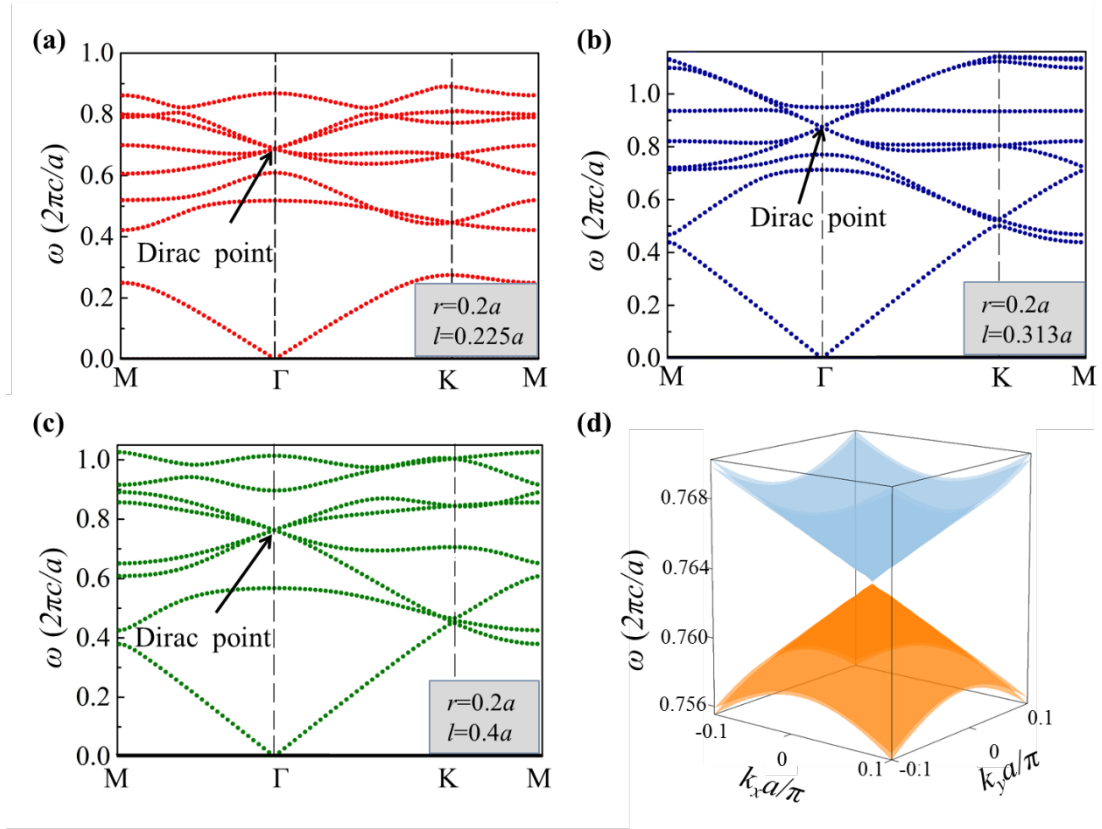 (a)
1.0
0.8
0.6
0.4
0.2
0.0
ω (2πc/a)
Dirac point
r=0.2a
l=0.225a
M Γ K M
(b)
1.0
0.8
0.6
0.4
0.2
0.0
ω (2πc/a)
Dirac point
r=0.2a
l=0.313a
M Γ K M
(c)
1.0
0.8
0.6
0.4
0.2
0.0
ω (2πc/a)
Dirac point
r=0.2a
l=0.4a
M Γ K M
(d)
0.768
0.764
0.760
0.756
ω (2πc/a)
-0.1 0 0.1
kxa/π
-0.1 0 0.1
kya/π